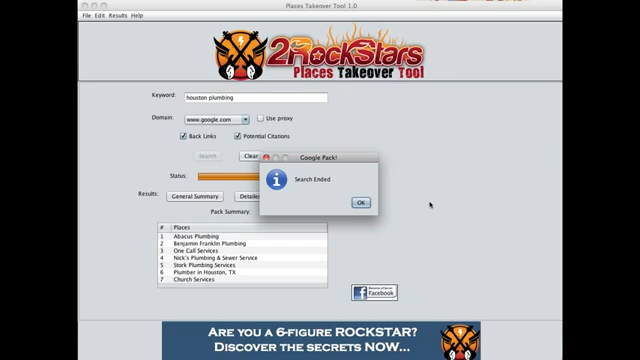 Places Takeover Tool 1.0
File Edit Results Help
2RockStars
Places Takeover Tool
Keyword: houston plumbing
Domain: www.google.com Use proxy
Back Links Potential Citations
Search Clear
Google Pack!
Search Ended
OK
Status:
Results: General Summary Detailed
Pack Summary:
# Places
1 Abacus Plumbing
2 Benjamin Franklin Plumbing
3 One Call Services
4 Nick's Plumbing & Sewer Service
5 Stork Plumbing Services
6 Plumber in Houston, TX
7 Church Services
Facebook
Are you a 6-figure ROCKSTAR?
Discover the secrets NOW...